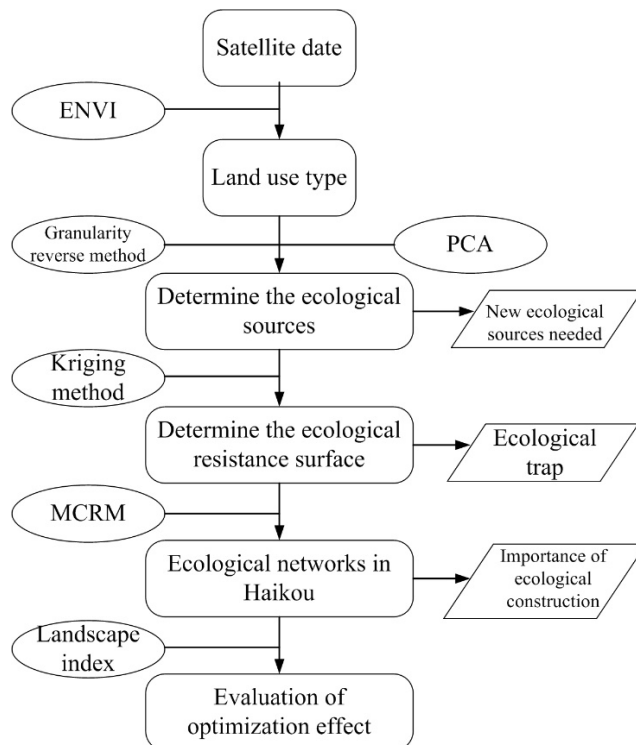 Satellite date
ENVI
Land use type
Granularity
reverse method
PCA
Determine the ecological
sources
New ecological
sources needed
Kriging
method
Determine the ecological
resistance surface
Ecological
trap
MCRM
Ecological networks in
Haikou
Importance of
ecological
construction
Landscape
index
Evaluation of
optimization effect